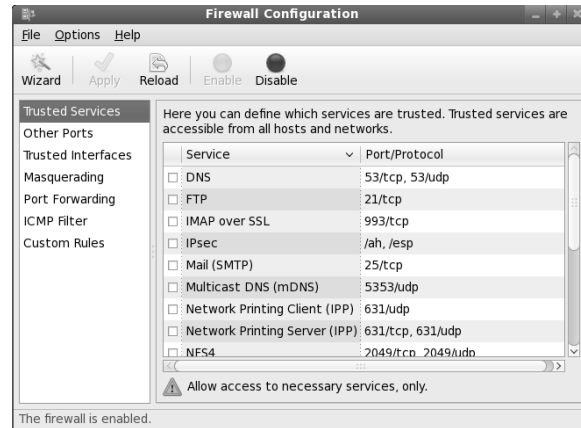 Firewall Configuration
File Options Help
Wizard Apply Reload Enable Disable
Trusted Services
Other Ports
Trusted Interfaces
Masquerading
Port Forwarding
ICMP Filter
Custom Rules
Here you can define which services are trusted. Trusted services are
accessible from all hosts and networks.
Service Port/Protocol
DNS 53/tcp, 53/udp
FTP 21/tcp
IMAP over SSL 993/tcp
IPsec /ah, /esp
Mail (SMTP) 25/tcp
Multicast DNS (mDNS) 5353/udp
Network Printing Client (IPP) 631/udp
Network Printing Server (IPP) 631/tcp, 631/udp
NFS4 2049/tcp, 2049/udp
Allow access to necessary services, only.
The firewall is enabled.